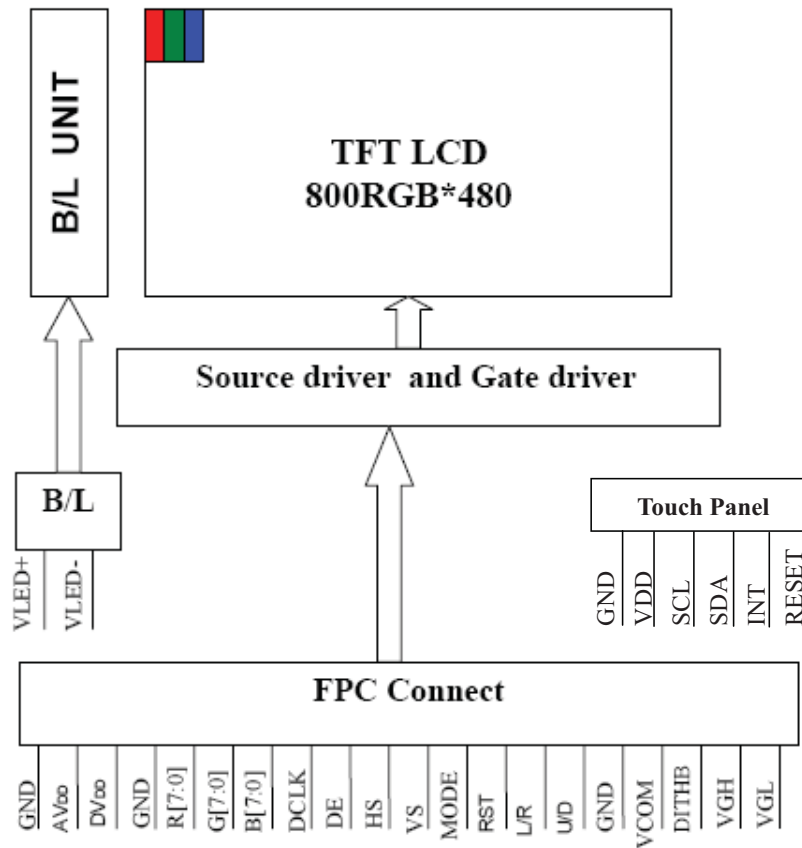 B/L UNIT
TFT LCD
800RGB*480
Source driver and Gate driver
B/L
VLED+
VLED-
Touch Panel
GND
VDD
SCL
SDA
INT
RESET
FPC Connect
GND
AVDD
DVDD
GND
R[7:0]
G[7:0]
B[7:0]
DCLK
DE
HS
VS
MODE
RST
L/R
U/D
GND
VCOM
DITHB
VGH
VGL